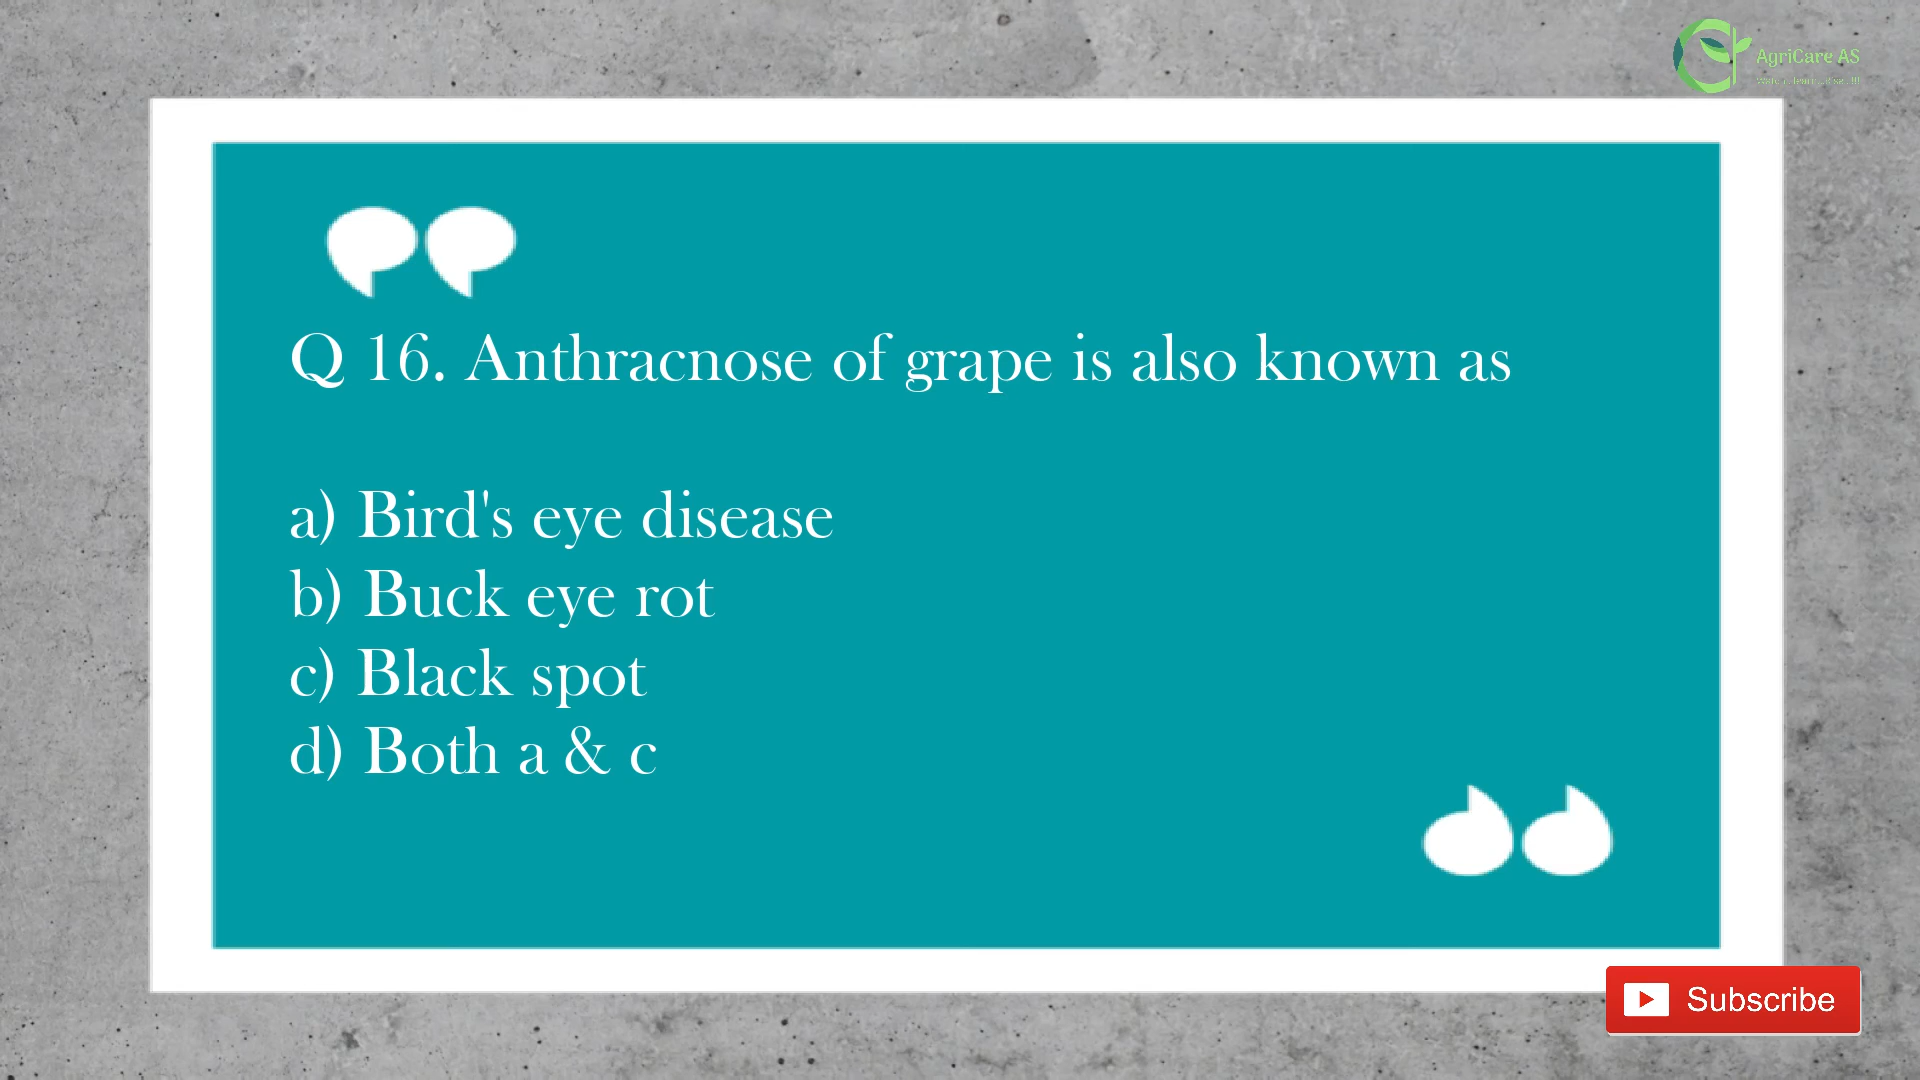 AgriCare AS
Q 16. Anthracnose of grape is also known as
a) Bird's eye disease
b) Buck eye rot
c) Black spot
d) Both a & c
Subscribe